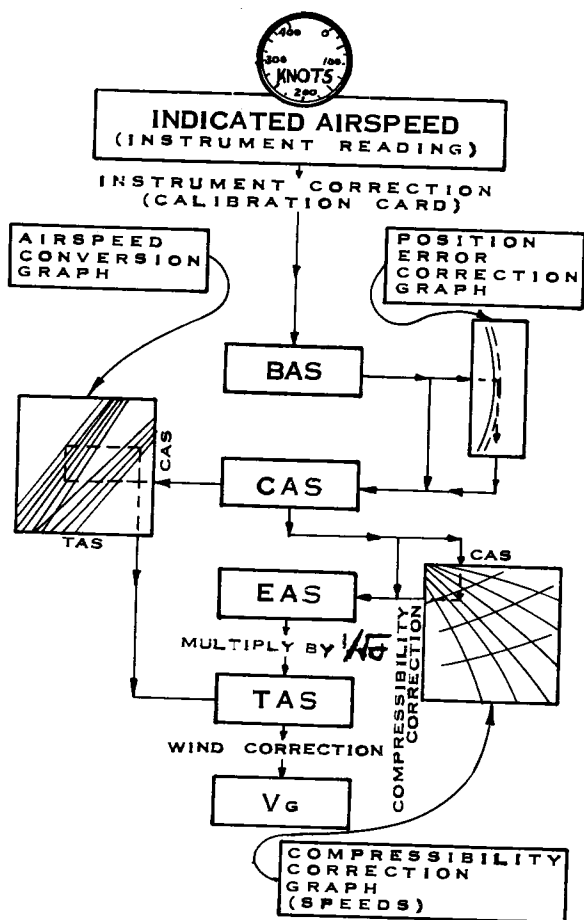 400 0
300 100
KNOTS
200
INDICATED AIRSPEED
(INSTRUMENT READING)
INSTRUMENT CORRECTION
(CALIBRATION CARD)
AIRSPEED
CONVERSION
GRAPH
POSITION
ERROR
CORRECTION
GRAPH
BAS
CAS
CAS
TAS
CAS
EAS
COMPRESSIBILITY
CORRECTION
MULTIPLY BY 1/√σ
TAS
WIND CORRECTION
VG
COMPRESSIBILITY
CORRECTION
GRAPH
(SPEEDS)